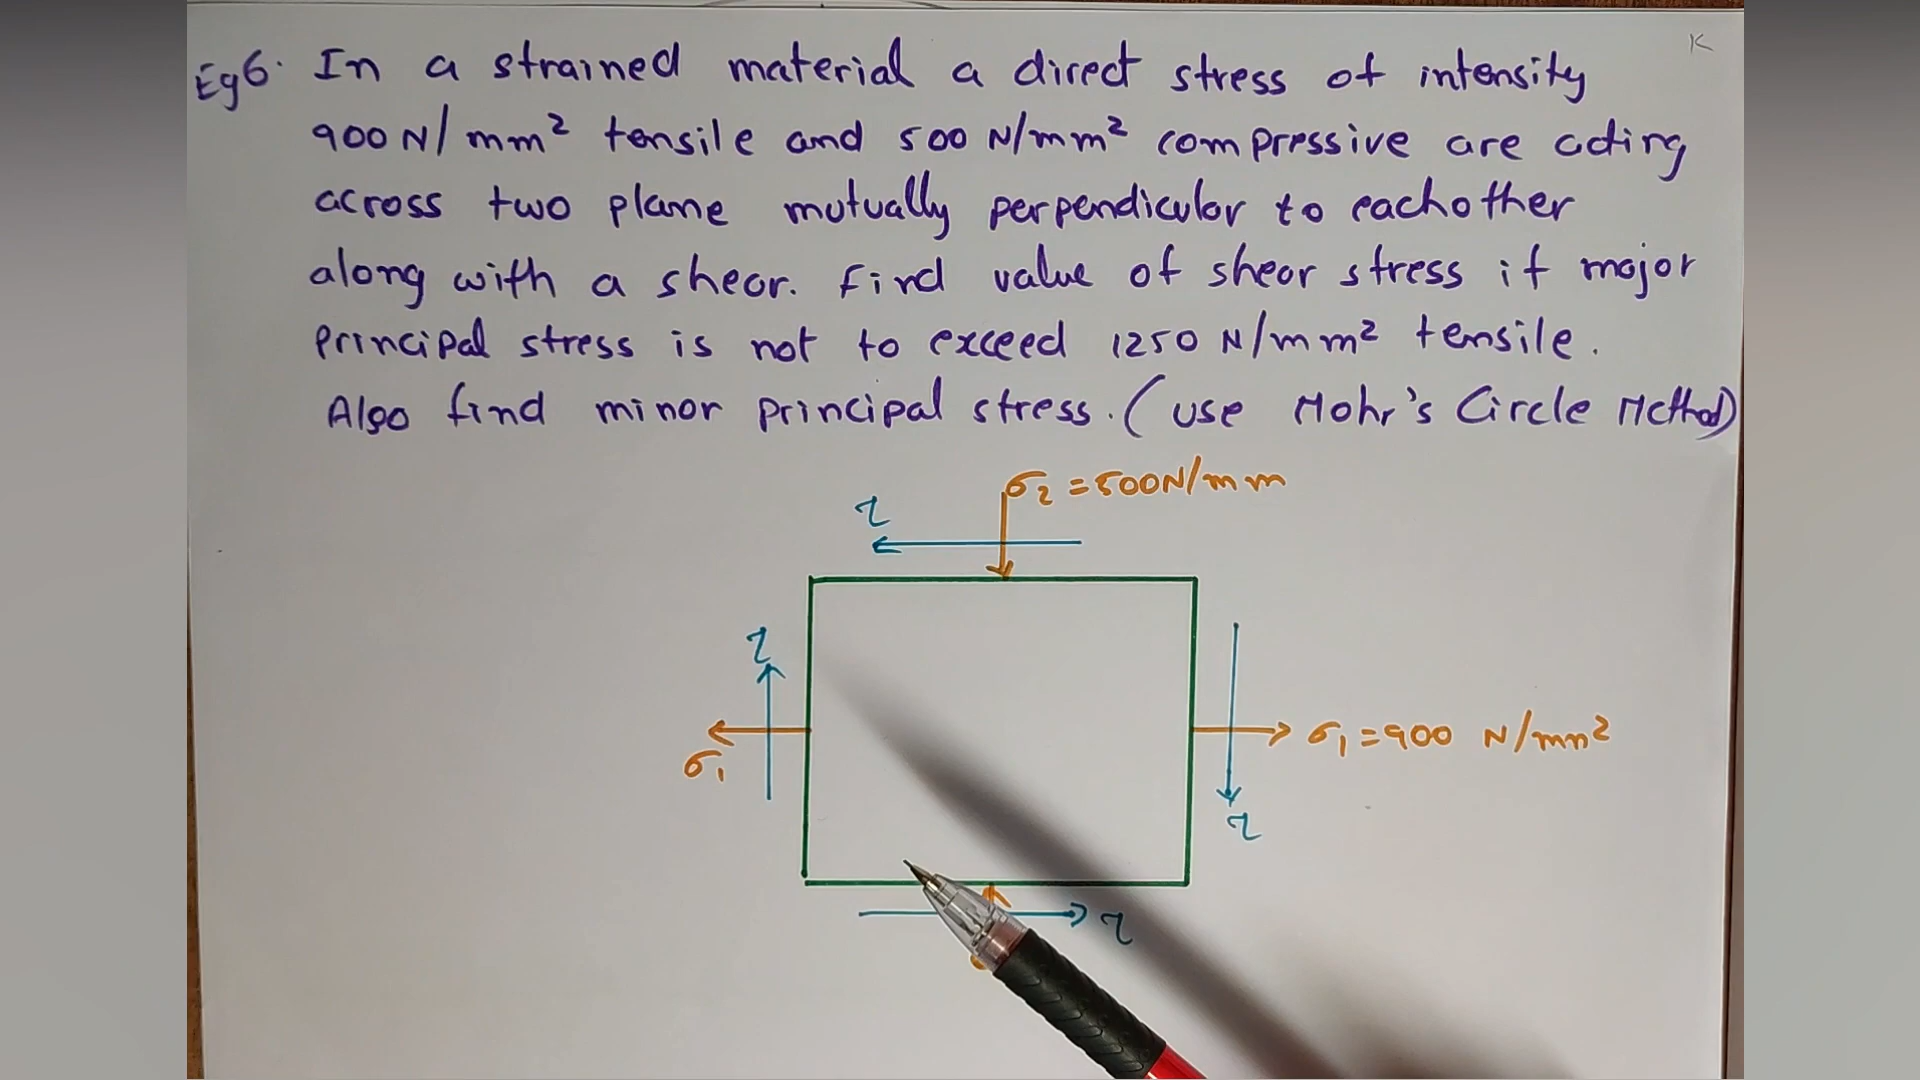 Eg6. In a strained material a direct stress of intensity
900 N/mm² tensile and 500 N/mm² compressive are acting
across two plane mutually perpendicular to eachother
along with a shear. Find value of shear stress if major
principal stress is not to exceed 1250 N/mm² tensile.
Also find minor principal stress. (use Mohr's Circle Method)
σ₂ = 500N/mm
τ
τ
σ₁
σ₁ = 900 N/mm²
τ
τ